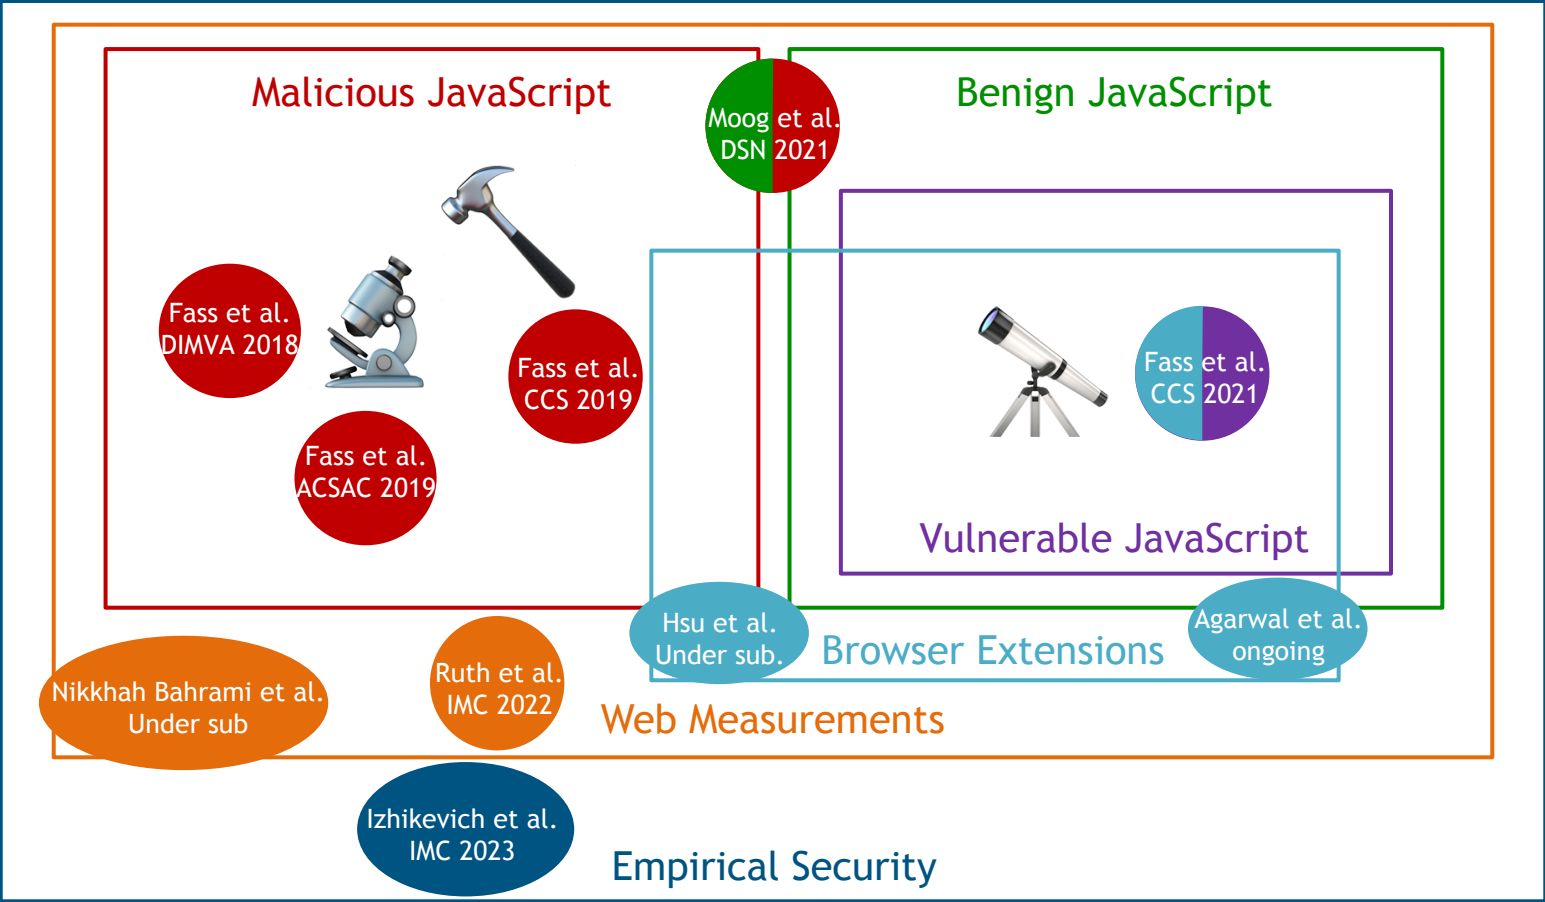 Malicious JavaScript
Moog et al.
DSN 2021
Benign JavaScript
Fass et al.
DIMVA 2018
Fass et al.
CCS 2019
Fass et al.
CCS 2021
Fass et al.
ACSAC 2019
Vulnerable JavaScript
Hsu et al.
Under sub.
Browser Extensions
Agarwal et al.
ongoing
Nikkhah Bahrami et al.
Under sub
Ruth et al.
IMC 2022
Web Measurements
Izhikevich et al.
IMC 2023
Empirical Security